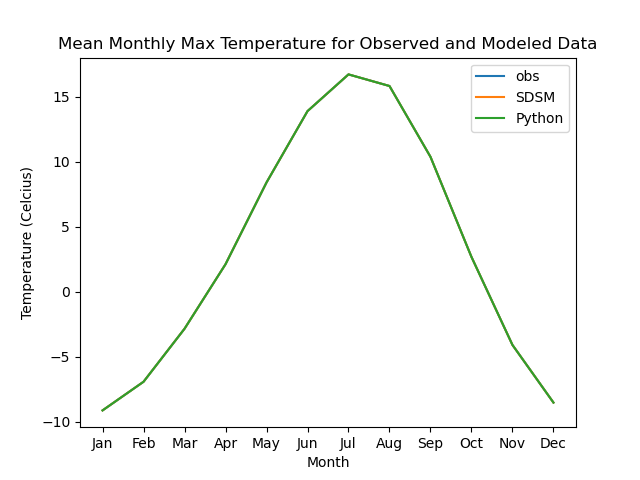 Mean Monthly Max Temperature for Observed and Modeled Data
obs
SDSM
Python
Temperature (Celcius)
15
10
5
0
−5
−10
Jan Feb Mar Apr May Jun Jul Aug Sep Oct Nov Dec
Month